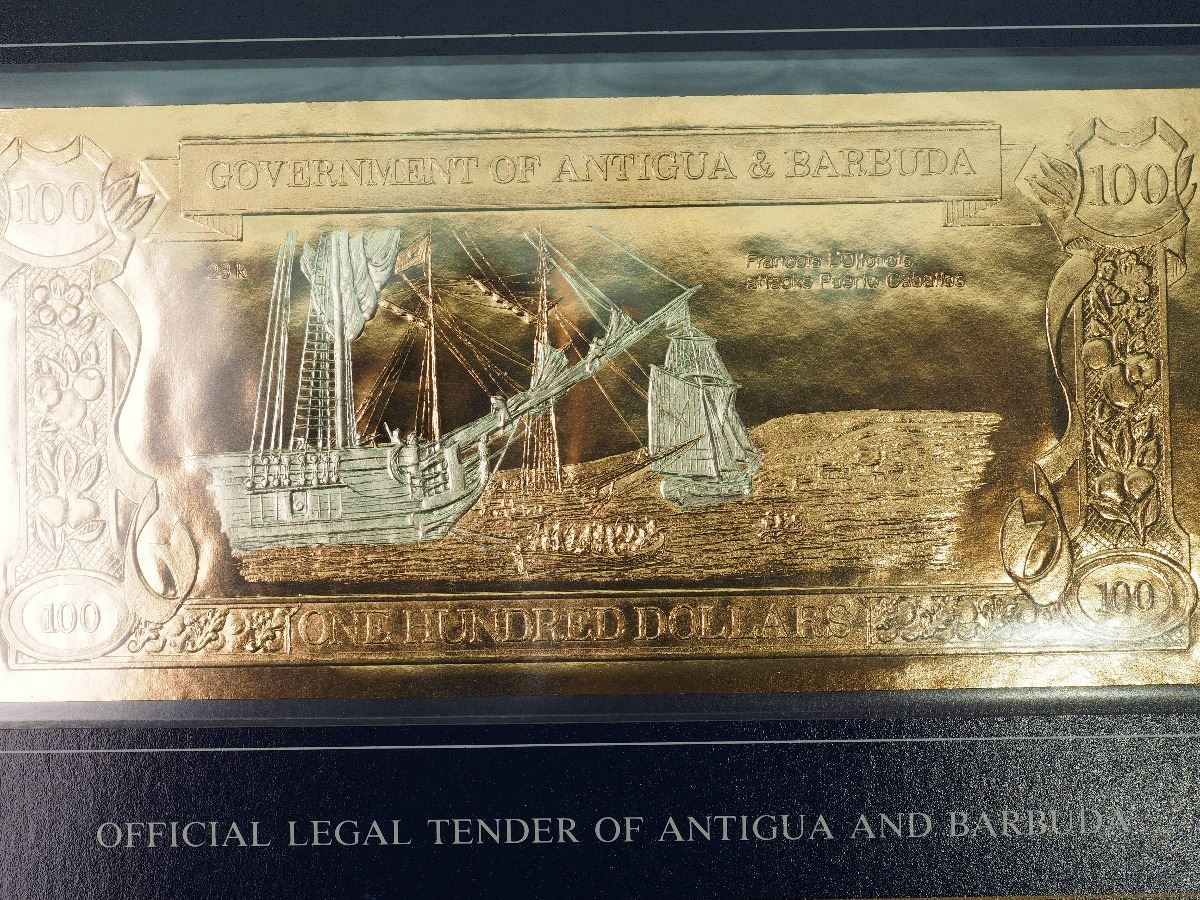 GOVERNMENT OF ANTIGUA & BARBUDA
100
100
23k
Francois L'Ollonois
attacks Puerto Caballos
100
ONE HUNDRED DOLLARS
100
OFFICIAL LEGAL TENDER OF ANTIGUA AND BARBUDA